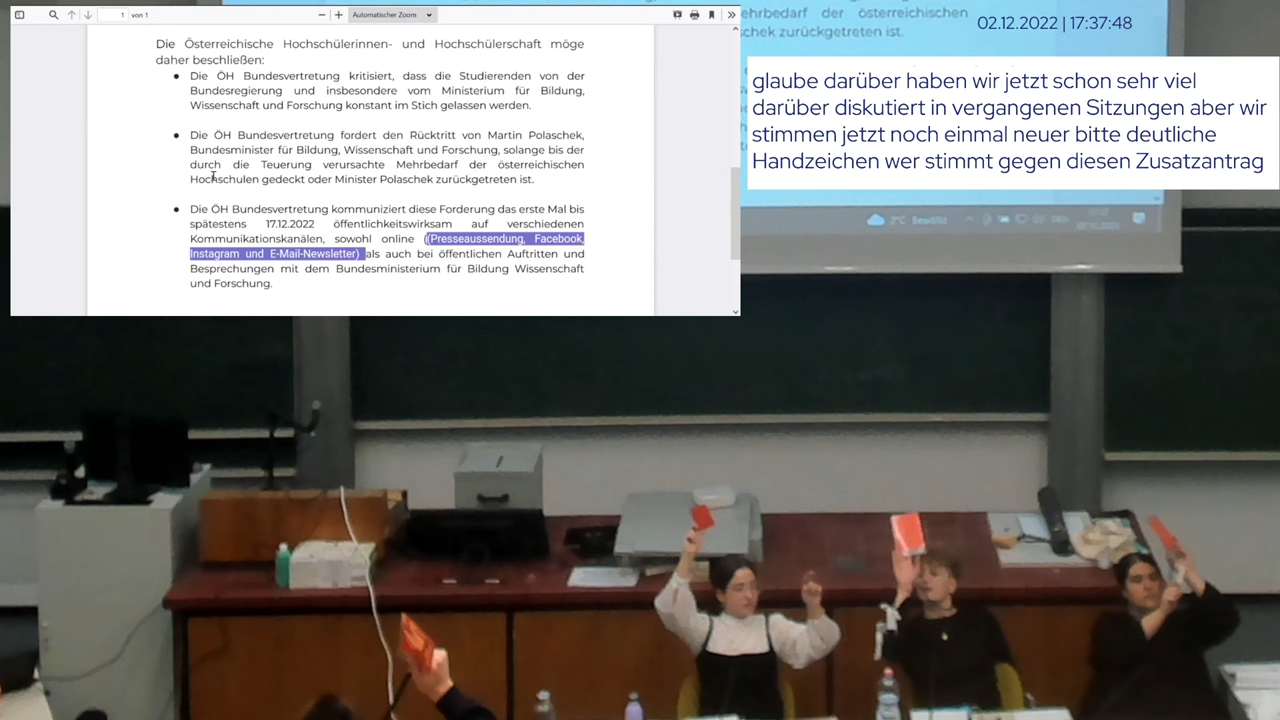 1 von 1
Automatischer Zoom
Die Österreichische Hochschülerinnen- und Hochschülerschaft möge
daher beschließen:
● Die ÖH Bundesvertretung kritisiert, dass die Studierenden von der
Bundesregierung und insbesondere vom Ministerium für Bildung,
Wissenschaft und Forschung konstant im Stich gelassen werden.
● Die ÖH Bundesvertretung fordert den Rücktritt von Martin Polaschek,
Bundesminister für Bildung, Wissenschaft und Forschung, solange bis der
durch die Teuerung verursachte Mehrbedarf der österreichischen
Hochschulen gedeckt oder Minister Polaschek zurückgetreten ist.
● Die ÖH Bundesvertretung kommuniziert diese Forderung das erste Mal bis
spätestens 17.12.2022 öffentlichkeitswirksam auf verschiedenen
Kommunikationskanälen, sowohl online ((Presseaussendung, Facebook,
Instagram und E-Mail-Newsletter) als auch bei öffentlichen Auftritten und
Besprechungen mit dem Bundesministerium für Bildung Wissenschaft
und Forschung.
ehrbedarf der österreichischen
chek zurückgetreten ist.
02.12.2022 | 17:37:48
glaube darüber haben wir jetzt schon sehr viel
darüber diskutiert in vergangenen Sitzungen aber wir
stimmen jetzt noch einmal neuer bitte deutliche
Handzeichen wer stimmt gegen diesen Zusatzantrag
2°C Bewölkt